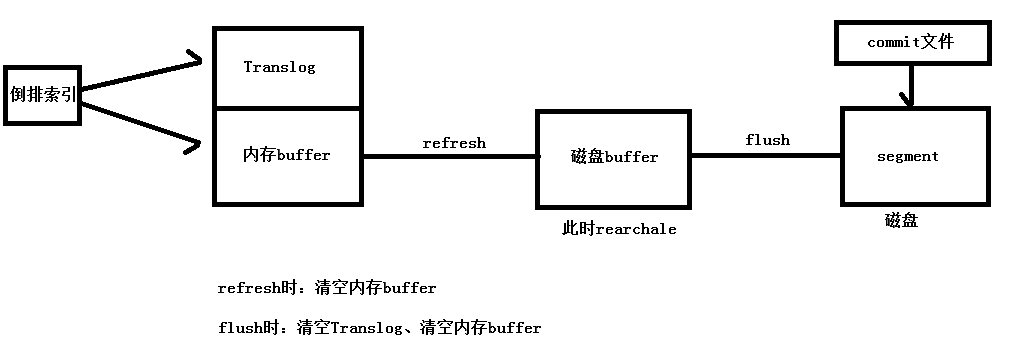 commit文件
Translog
倒排索引
内存buffer
refresh
磁盘buffer
flush
segment
此时rearchale
磁盘
refresh时：清空内存buffer
flush时：清空Translog、清空内存buffer